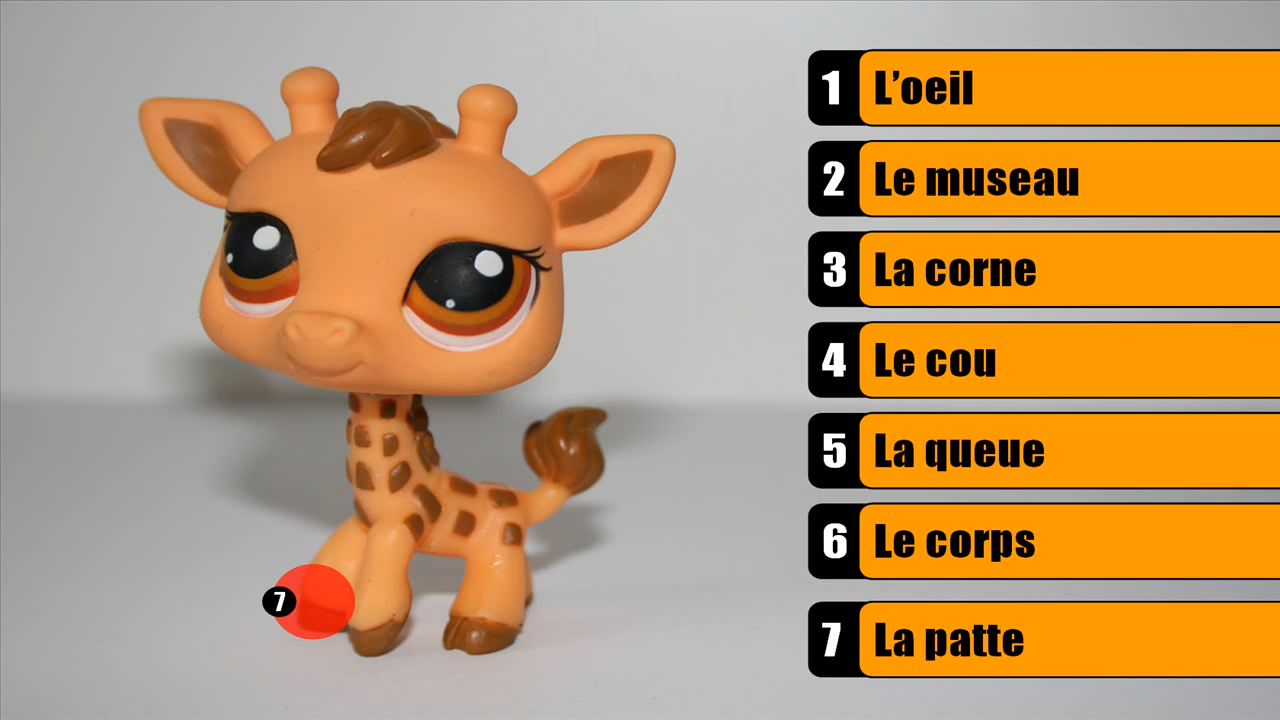 1 L’oeil
2 Le museau
3 La corne
4 Le cou
5 La queue
6 Le corps
7
7 La patte